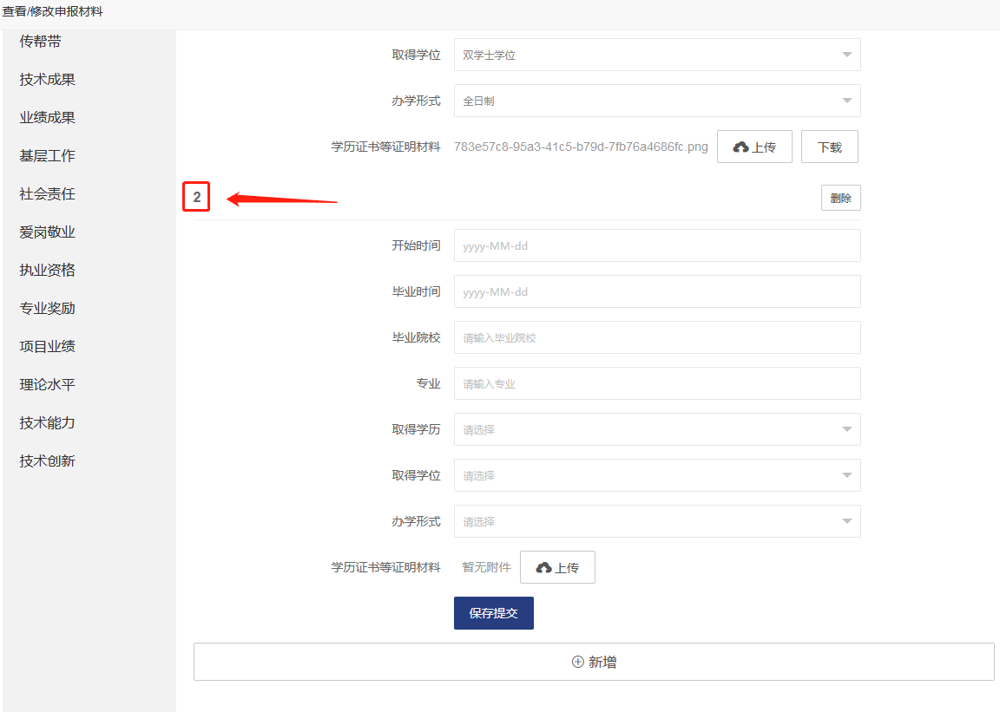 查看/修改申报材料
传帮带
技术成果
业绩成果
基层工作
社会责任
爱岗敬业
执业资格
专业奖励
项目业绩
理论水平
技术能力
技术创新
取得学位 双学士学位
办学形式 全日制
学历证书等证明材料 783e57c8-95a3-41c5-b79d-7fb76a4686fc.png 上传 下载
2 删除
开始时间 yyyy-MM-dd
毕业时间 yyyy-MM-dd
毕业院校 请输入毕业院校
专业 请输入专业
取得学历 请选择
取得学位 请选择
办学形式 请选择
学历证书等证明材料 暂无附件 上传
保存提交
新增